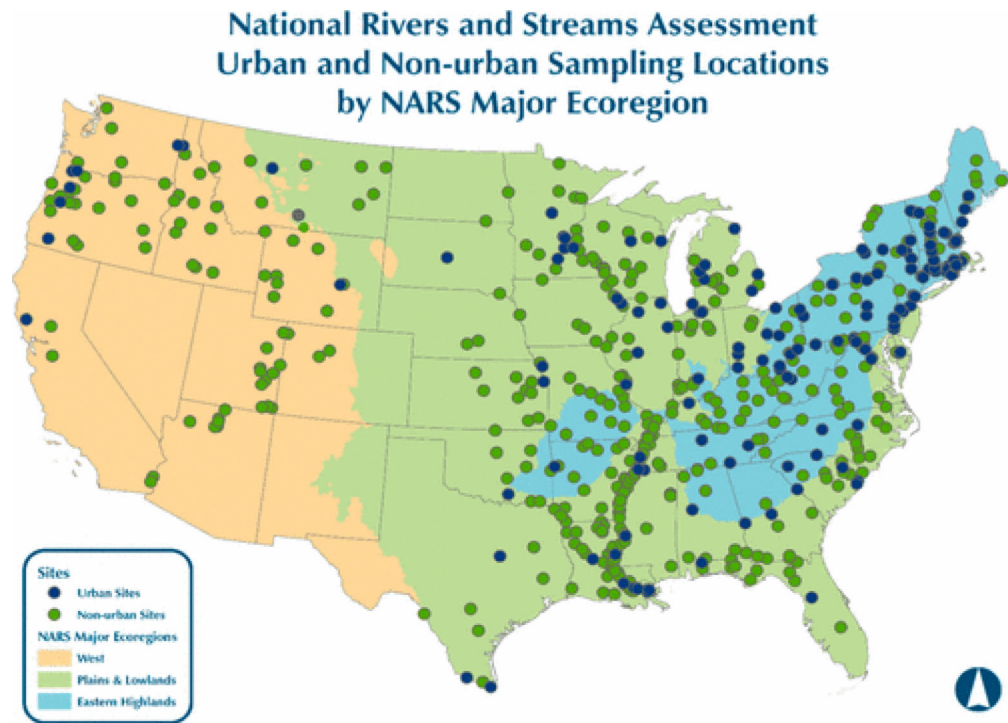 National Rivers and Streams Assessment
Urban and Non-urban Sampling Locations
by NARS Major Ecoregion
Sites
Urban Sites
Non-urban Sites
NARS Major Ecoregions
West
Plains & Lowlands
Eastern Highlands